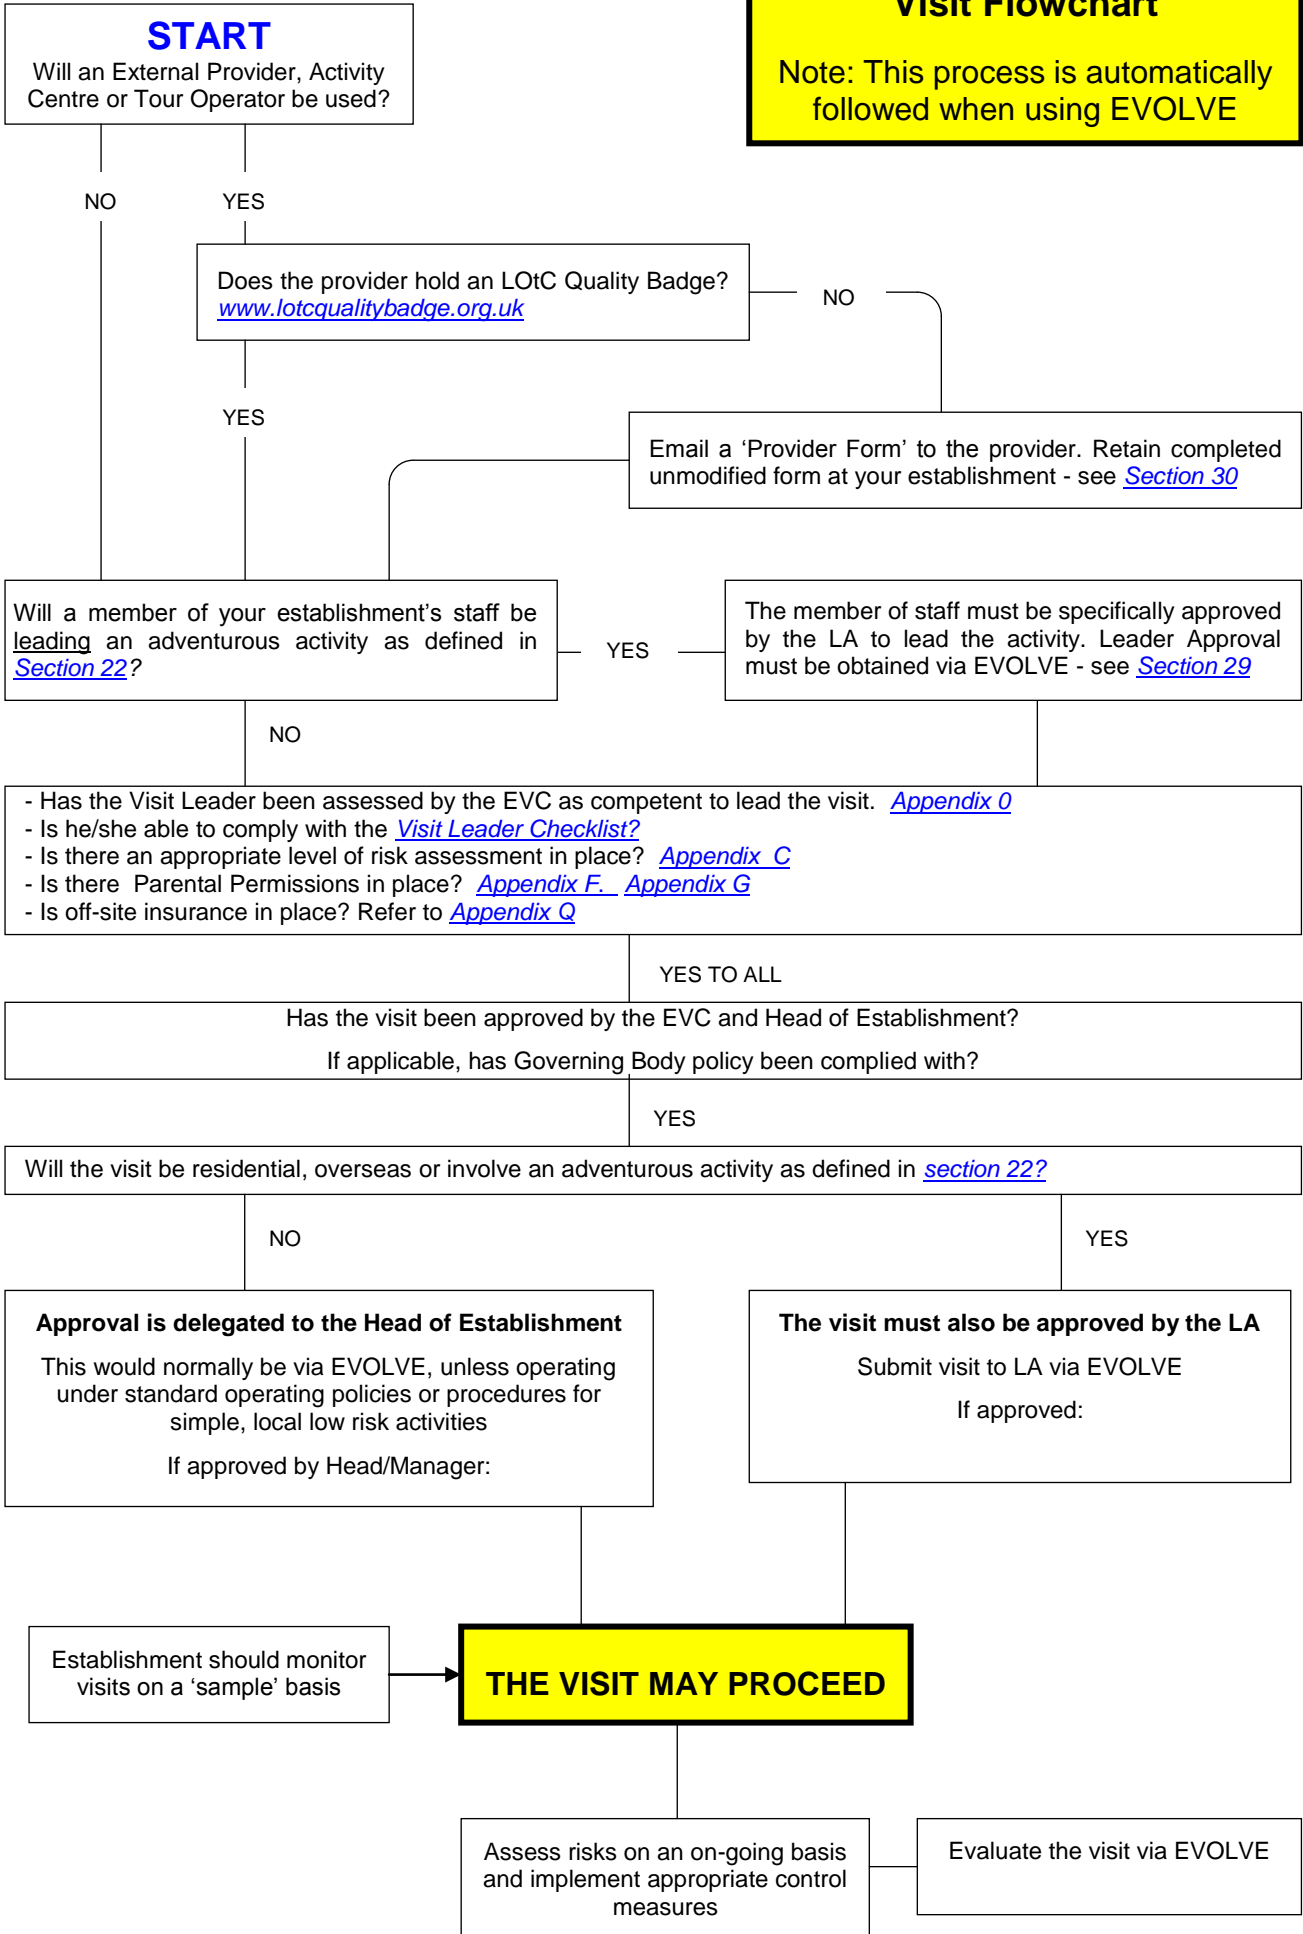 Visit Flowchart
Note: This process is automatically
followed when using EVOLVE
START
Will an External Provider, Activity
Centre or Tour Operator be used?
NO
YES
Does the provider hold an LOtC Quality Badge?
www.lotcqualitybadge.org.uk
NO
YES
Email a ‘Provider Form’ to the provider. Retain completed
unmodified form at your establishment - see Section 30
Will a member of your establishment’s staff be
leading an adventurous activity as defined in
Section 22?
YES
The member of staff must be specifically approved
by the LA to lead the activity. Leader Approval
must be obtained via EVOLVE - see Section 29
NO
- Has the Visit Leader been assessed by the EVC as competent to lead the visit. Appendix 0
- Is he/she able to comply with the Visit Leader Checklist?
- Is there an appropriate level of risk assessment in place? Appendix C
- Is there Parental Permissions in place? Appendix F. Appendix G
- Is off-site insurance in place? Refer to Appendix Q
YES TO ALL
Has the visit been approved by the EVC and Head of Establishment?
If applicable, has Governing Body policy been complied with?
YES
Will the visit be residential, overseas or involve an adventurous activity as defined in section 22?
NO
YES
Approval is delegated to the Head of Establishment
This would normally be via EVOLVE, unless operating
under standard operating policies or procedures for
simple, local low risk activities
If approved by Head/Manager:
The visit must also be approved by the LA
Submit visit to LA via EVOLVE
If approved:
Establishment should monitor
visits on a ‘sample’ basis
THE VISIT MAY PROCEED
Assess risks on an on-going basis
and implement appropriate control
measures
Evaluate the visit via EVOLVE